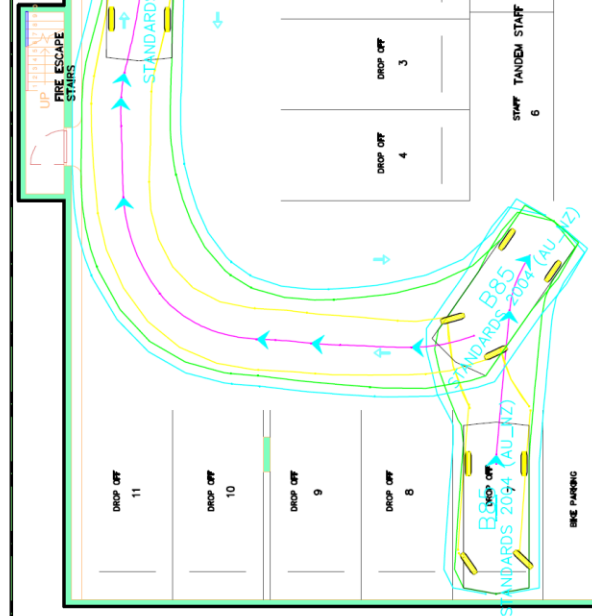 STANDARDS
UP
FIRE ESCAPE
STAIRS
DROP OFF
3
DROP OFF
4
STAFF TANDEM STAFF
6
B85
STANDARDS 2004 (AU_NZ)
DROP OFF
11
DROP OFF
10
DROP OFF
9
DROP OFF
8
DROP OFF
7
B85
STANDARDS 2004 (AU_NZ)
BIKE PARKING